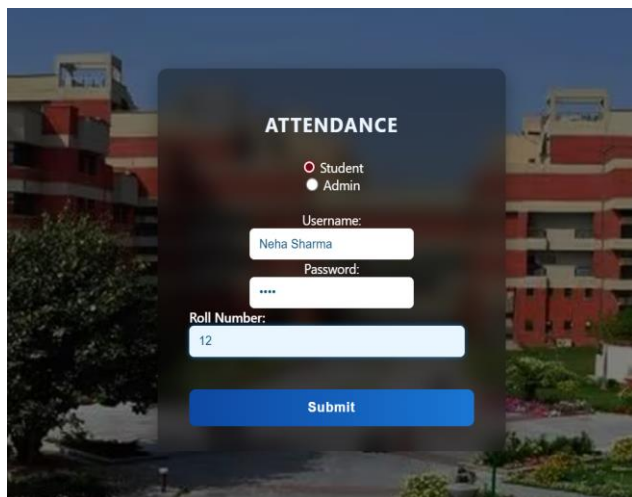 ATTENDANCE
Student
Admin
Username:
Neha Sharma
Password:
••••
Roll Number:
12
Submit